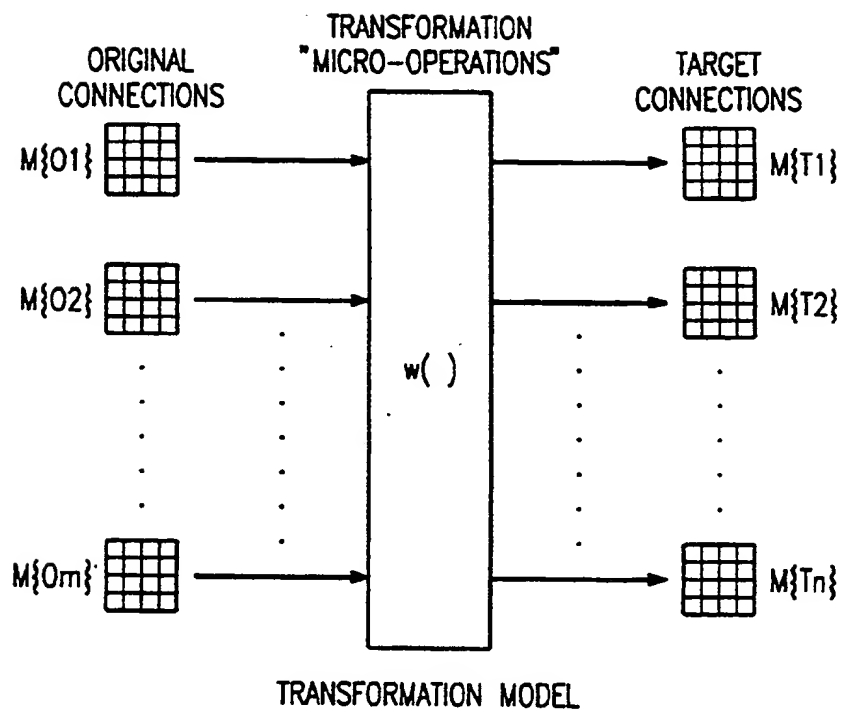 TRANSFORMATION
"MICRO-OPERATIONS"
ORIGINAL
CONNECTIONS
TARGET
CONNECTIONS
M{O1}
M{T1}
M{O2}
M{T2}
w( )
M{Om}
M{Tn}
TRANSFORMATION MODEL